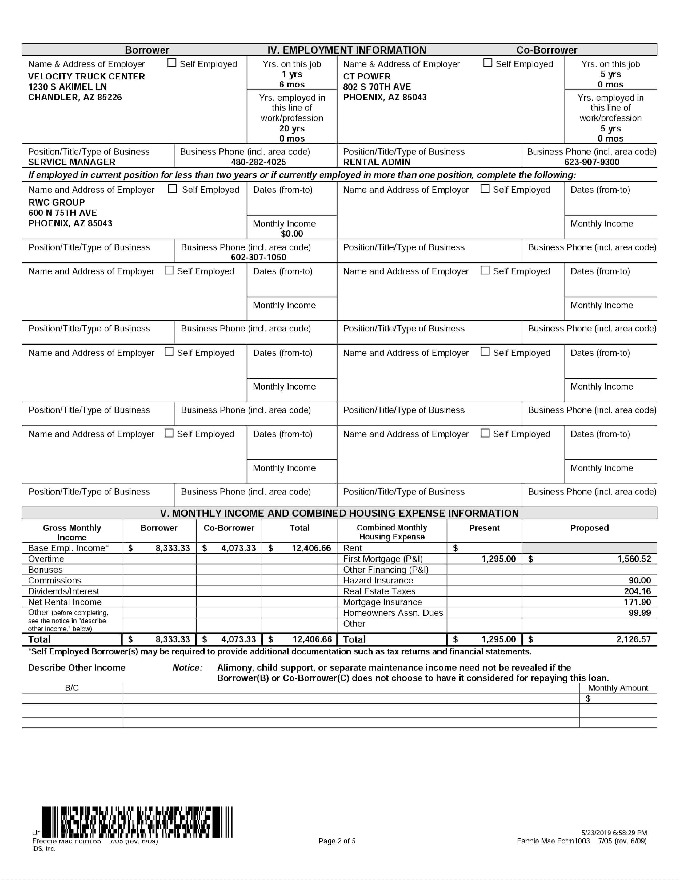 Borrower IV. EMPLOYMENT INFORMATION Co-Borrower
Name & Address of Employer ☐ Self Employed Yrs. on this job Name & Address of Employer ☐ Self Employed Yrs. on this job
VELOCITY TRUCK CENTER 1 yrs CT POWER 5 yrs
1230 S AKIMEL LN 6 mos 802 S 70TH AVE 0 mos
CHANDLER, AZ 85226 Yrs. employed in PHOENIX, AZ 85043 Yrs. employed in
this line of this line of
work/profession work/profession
20 yrs 5 yrs
0 mos 0 mos
Position/Title/Type of Business Business Phone (incl. area code) Position/Title/Type of Business Business Phone (incl. area code)
SERVICE MANAGER 480-282-4025 RENTAL ADMIN 623-907-9300
If employed in current position for less than two years or if currently employed in more than one position, complete the following:
Name and Address of Employer ☐ Self Employed Dates (from-to) Name and Address of Employer ☐ Self Employed Dates (from-to)
RWC GROUP
600 N 75TH AVE
PHOENIX, AZ 85043 Monthly Income Monthly Income
$0.00
Position/Title/Type of Business Business Phone (incl. area code) Position/Title/Type of Business Business Phone (incl. area code)
602-307-1050
Name and Address of Employer ☐ Self Employed Dates (from-to) Name and Address of Employer ☐ Self Employed Dates (from-to)
Monthly Income Monthly Income
Position/Title/Type of Business Business Phone (incl. area code) Position/Title/Type of Business Business Phone (incl. area code)
Name and Address of Employer ☐ Self Employed Dates (from-to) Name and Address of Employer ☐ Self Employed Dates (from-to)
Monthly Income Monthly Income
Position/Title/Type of Business Business Phone (incl. area code) Position/Title/Type of Business Business Phone (incl. area code)
Name and Address of Employer ☐ Self Employed Dates (from-to) Name and Address of Employer ☐ Self Employed Dates (from-to)
Monthly Income Monthly Income
Position/Title/Type of Business Business Phone (incl. area code) Position/Title/Type of Business Business Phone (incl. area code)
V. MONTHLY INCOME AND COMBINED HOUSING EXPENSE INFORMATION
Gross Monthly Borrower Co-Borrower Total Combined Monthly Present Proposed
Income Housing Expense
Base Empl. Income* $ 8,333.33 $ 4,073.33 $ 12,406.66 Rent $
Overtime First Mortgage (P&I) 1,295.00 $ 1,560.52
Bonuses Other Financing (P&I)
Commissions Hazard Insurance 90.00
Dividends/Interest Real Estate Taxes 204.16
Net Rental Income Mortgage Insurance 171.90
Other (before completing, Homeowners Assn. Dues 99.99
see the notice in "describe Other
other income," below)
Total $ 8,333.33 $ 4,073.33 $ 12,406.66 Total $ 1,295.00 $ 2,126.57
*Self Employed Borrower(s) may be required to provide additional documentation such as tax returns and financial statements.
Describe Other Income Notice: Alimony, child support, or separate maintenance income need not be revealed if the
Borrower(B) or Co-Borrower(C) does not choose to have it considered for repaying this loan.
B/C Monthly Amount
$
5/23/2019 6:58:29 PM
Freddie Mac Form 65 7/05 (rev. 6/09) Page 2 of 5 Fannie Mae Form 1003 7/05 (rev. 6/09)
DS, Inc.